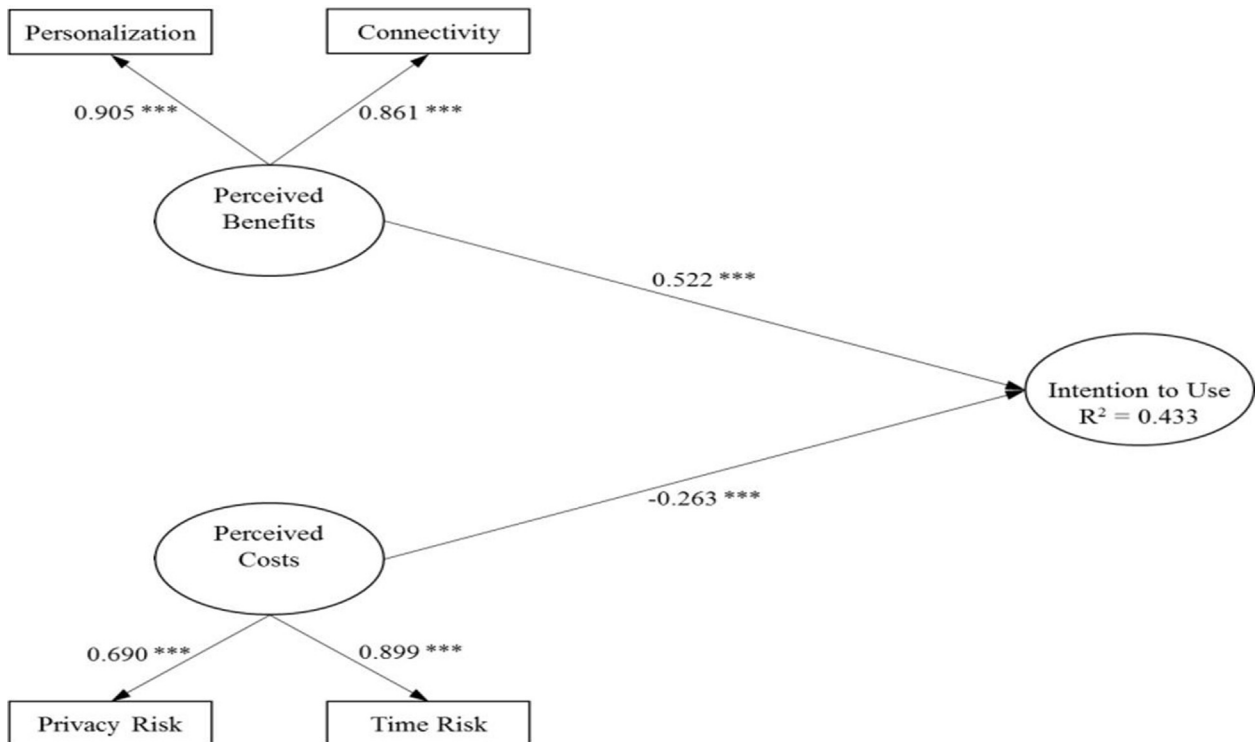 Personalization
Connectivity
0.905 ***
0.861 ***
Perceived
Benefits
0.522 ***
Intention to Use
R² = 0.433
-0.263 ***
Perceived
Costs
0.690 ***
0.899 ***
Privacy Risk
Time Risk